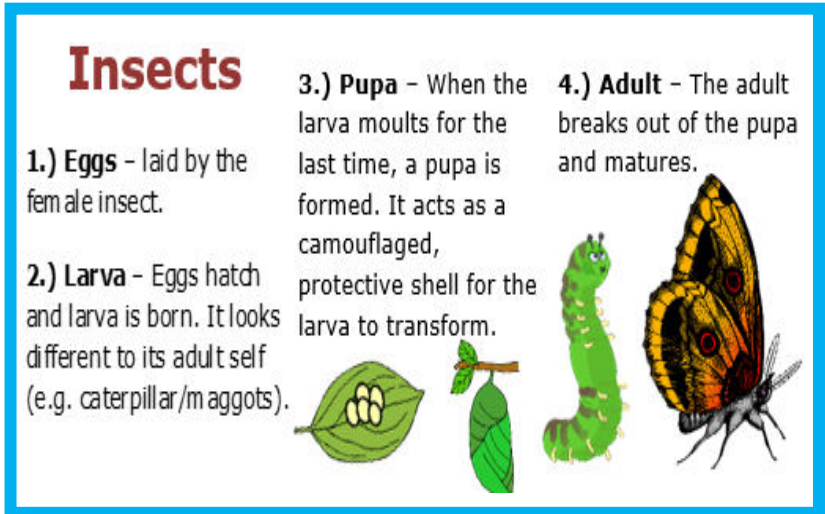 Insects
1.) Eggs – laid by the
female insect.
2.) Larva – Eggs hatch
and larva is born. It looks
different to its adult self
(e.g. caterpillar/maggots).
3.) Pupa – When the
larva moults for the
last time, a pupa is
formed. It acts as a
camouflaged,
protective shell for the
larva to transform.
4.) Adult – The adult
breaks out of the pupa
and matures.